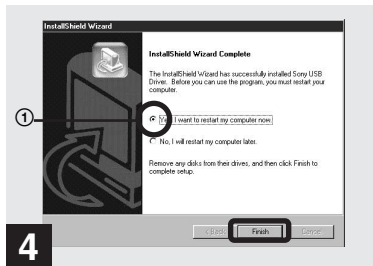 InstallShield Wizard
InstallShield Wizard Complete
The InstallShield Wizard has successfully installed Sony USB
Driver. Before you can use the program, you must restart your
computer.
①
Yes, I want to restart my computer now.
No, I will restart my computer later.
Remove any disks from their drives, and then click Finish to
complete setup.
< Back
Finish
Cancel
4